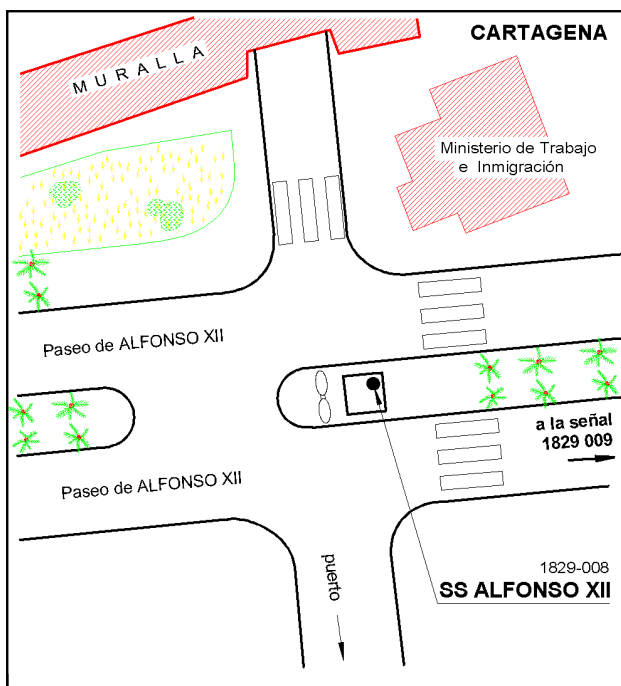 CARTAGENA
MURALLA
Ministerio de Trabajo
e Inmigración
Paseo de ALFONSO XII
a la señal
1829 009
Paseo de ALFONSO XII
puerto
1829-008
SS ALFONSO XII